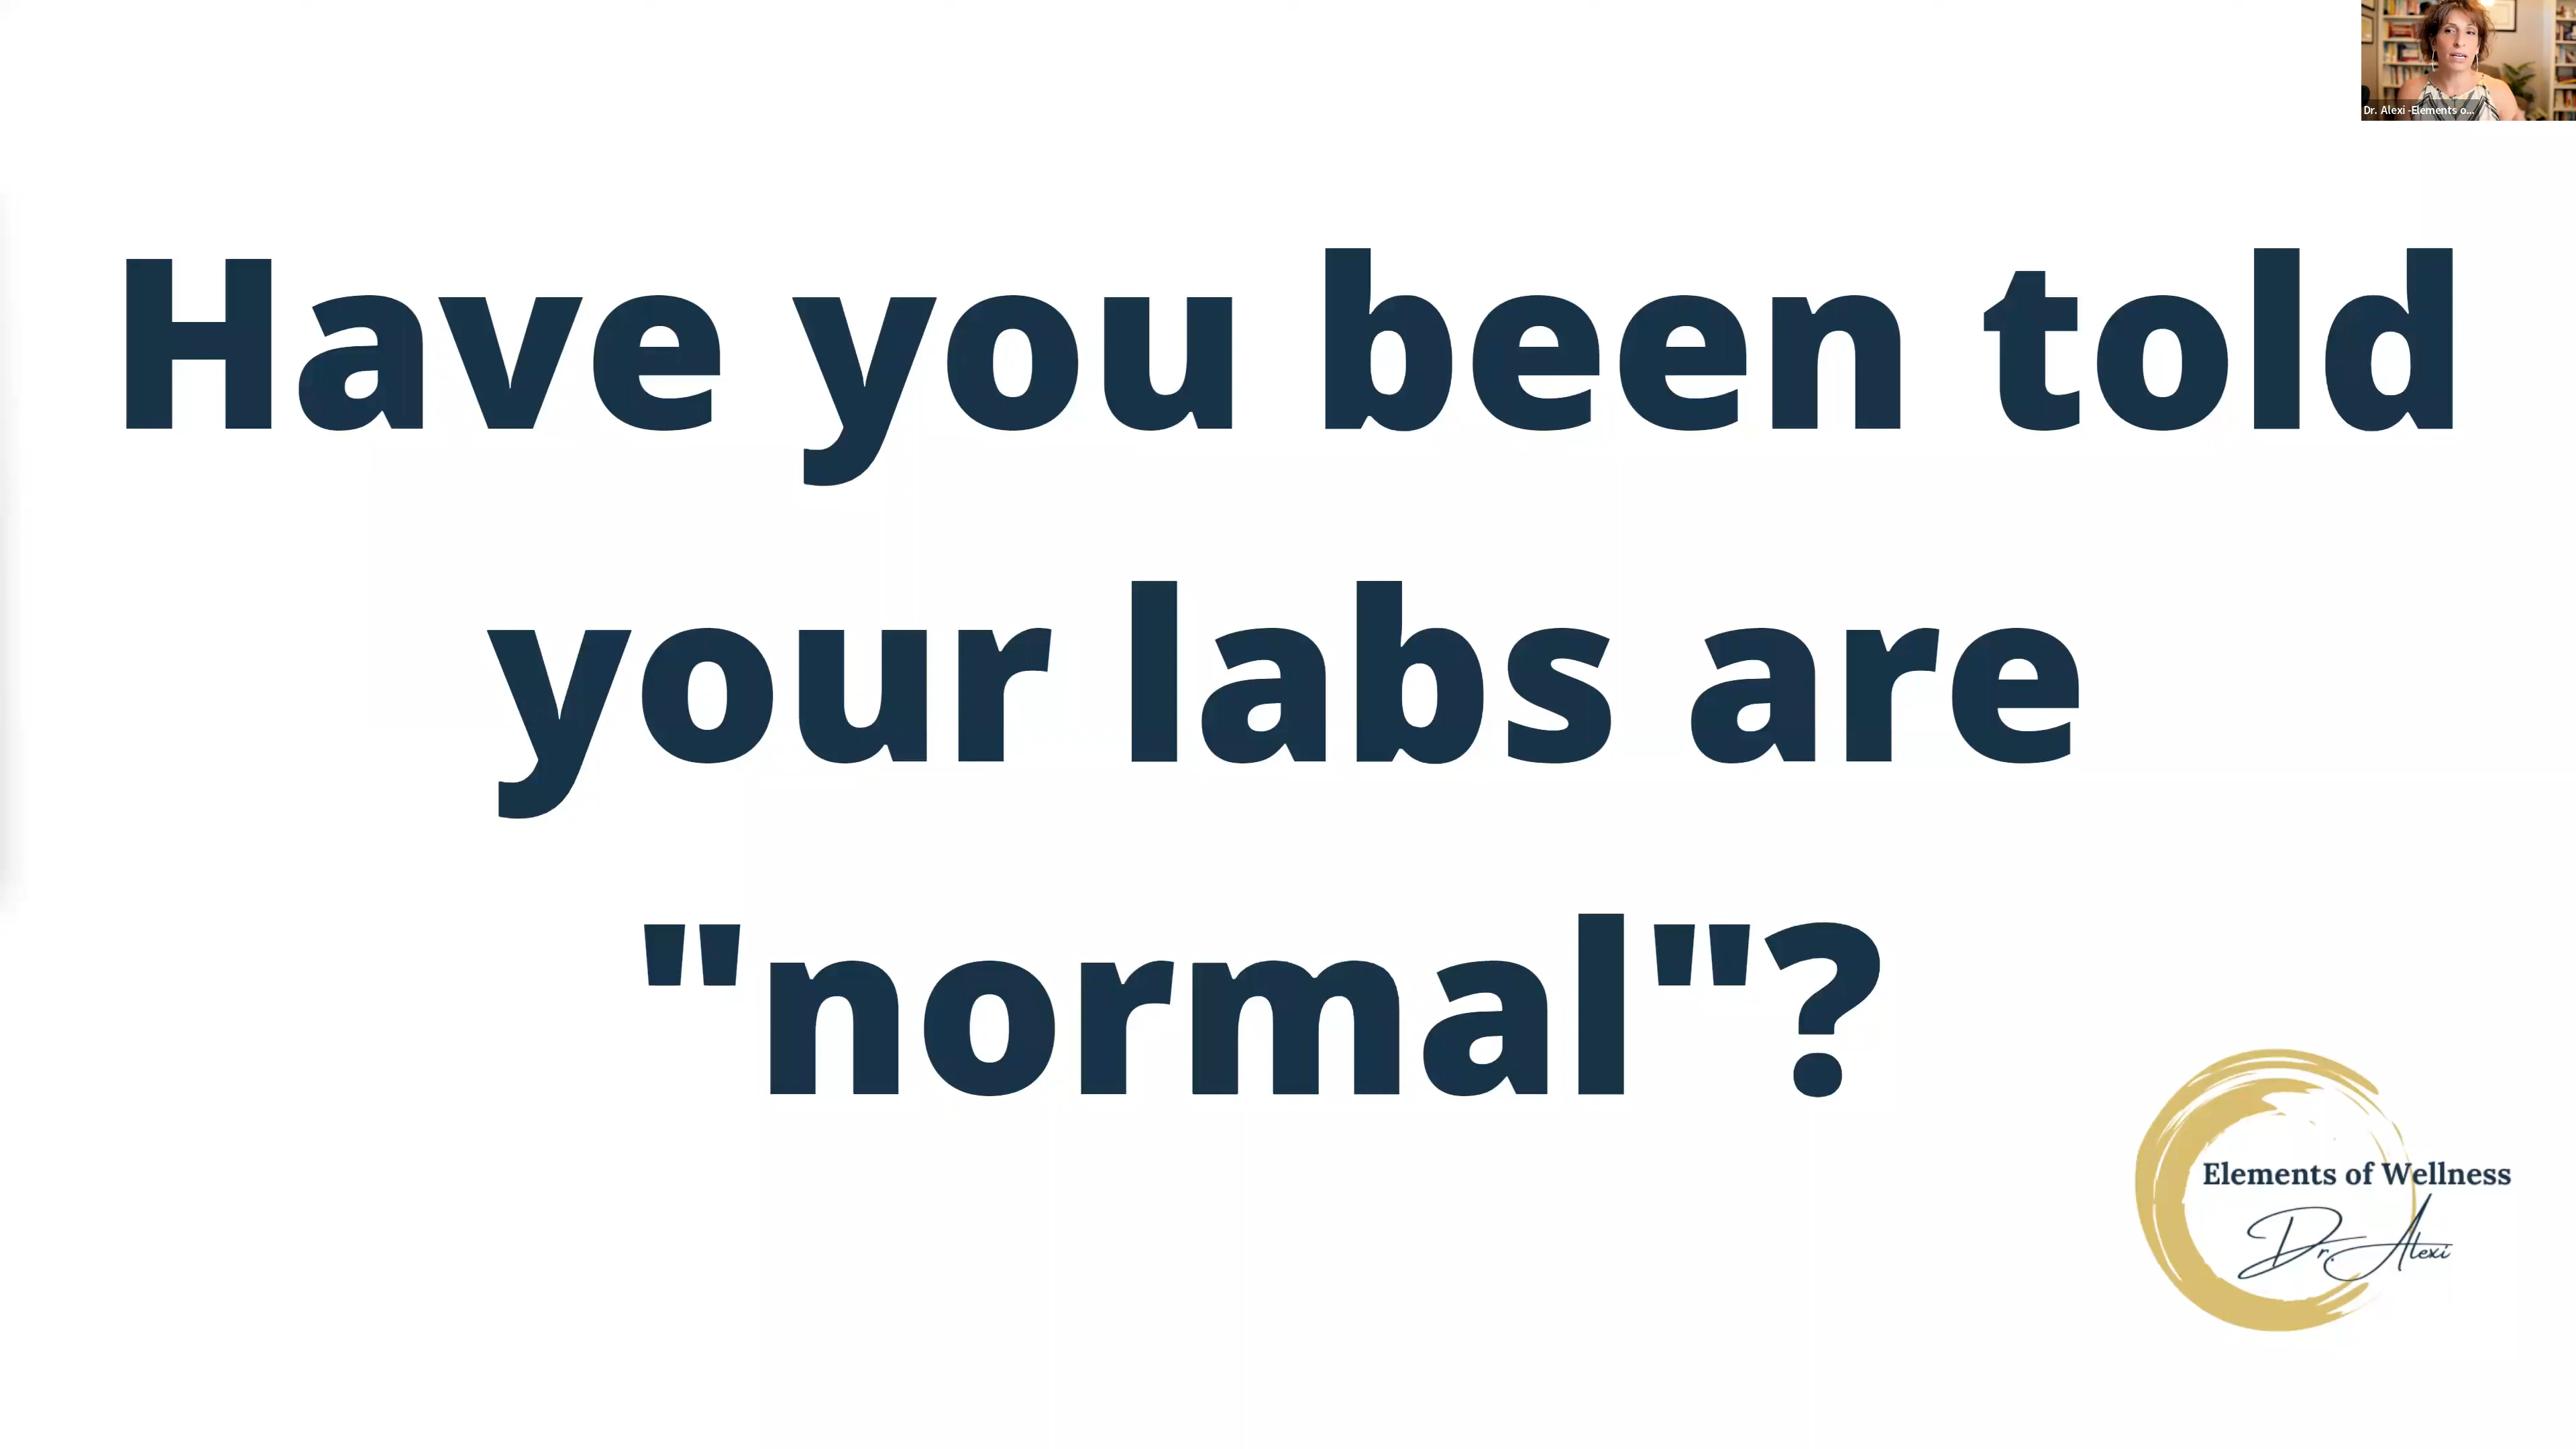 Dr. Alexi -Elements o...
Have you been told
your labs are
"normal"?
Elements of Wellness
Dr. Alexi